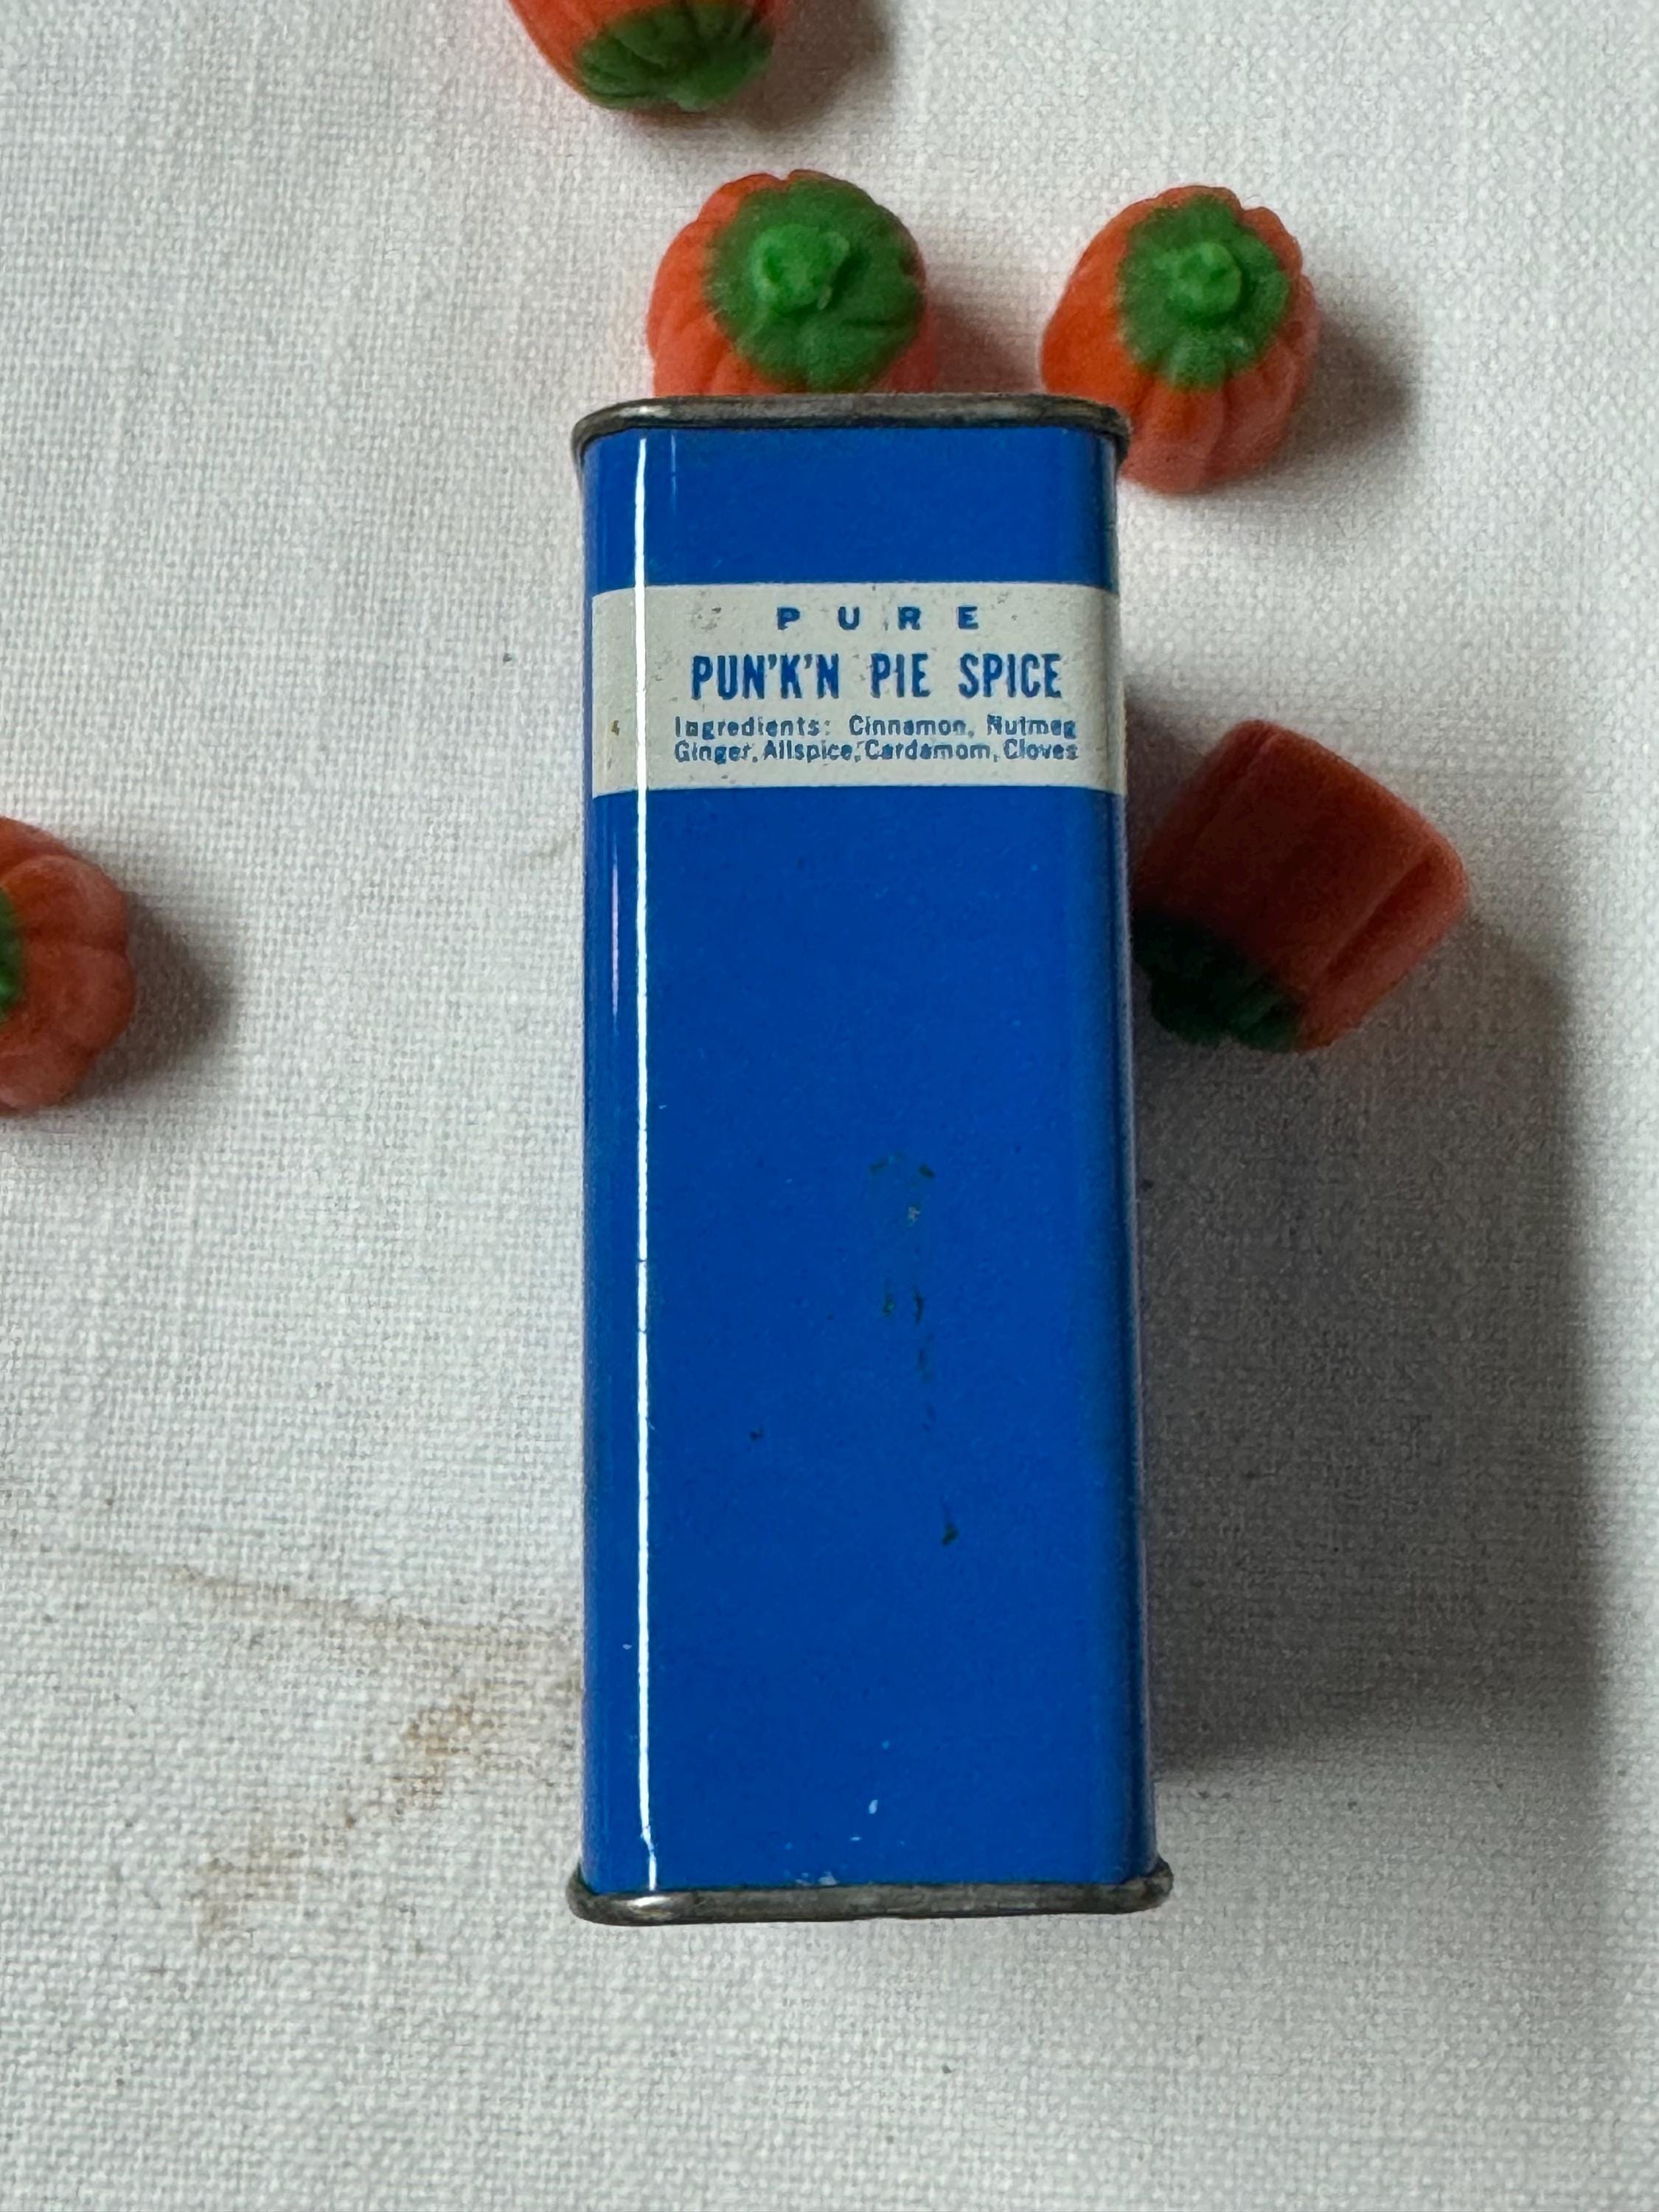 PURE
PUN'K'N PIE SPICE
Ingredients: Cinnamon, Nutmeg
Ginger, Allspice, Cardamom, Cloves